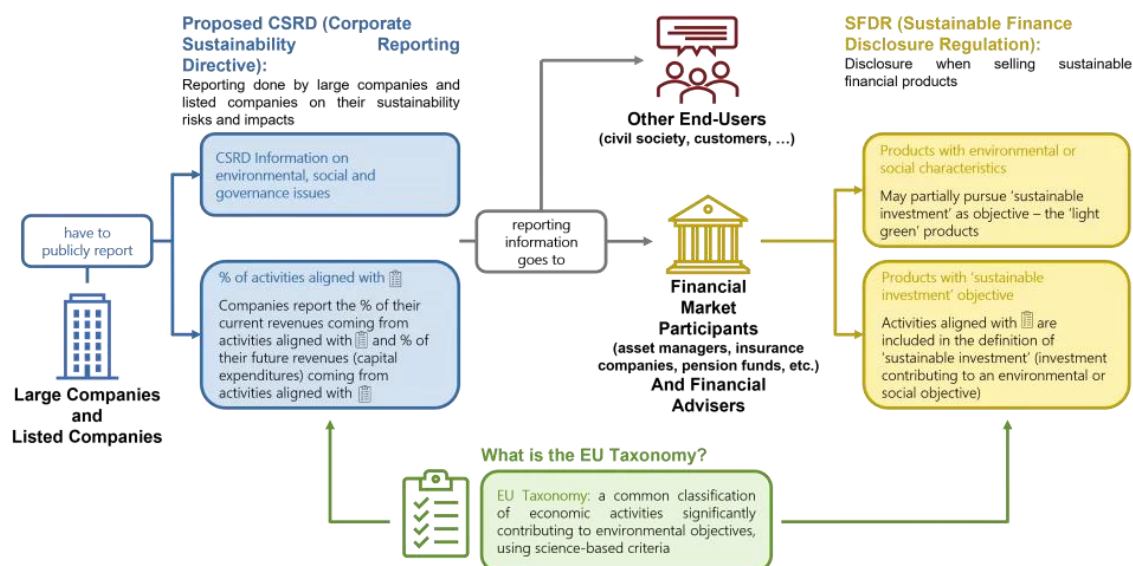 Proposed CSRD (Corporate
Sustainability Reporting
Directive):
Reporting done by large companies and
listed companies on their sustainability
risks and impacts
CSRD Information on
environmental, social and
governance issues
have to
publicly report
Large Companies
and
Listed Companies
% of activities aligned with
Companies report the % of their
current revenues coming from
activities aligned with and % of
their future revenues (capital
expenditures) coming from
activities aligned with
reporting
information
goes to
Other End-Users
(civil society, customers, …)
Financial
Market
Participants
(asset managers, insurance
companies, pension funds, etc.)
And Financial
Advisers
SFDR (Sustainable Finance
Disclosure Regulation):
Disclosure when selling sustainable
financial products
Products with environmental or
social characteristics
May partially pursue ‘sustainable
investment’ as objective – the ‘light
green’ products
Products with ‘sustainable
investment’ objective
Activities aligned with are
included in the definition of
‘sustainable investment’ (investment
contributing to an environmental or
social objective)
What is the EU Taxonomy?
EU Taxonomy: a common classification
of economic activities significantly
contributing to environmental objectives,
using science-based criteria